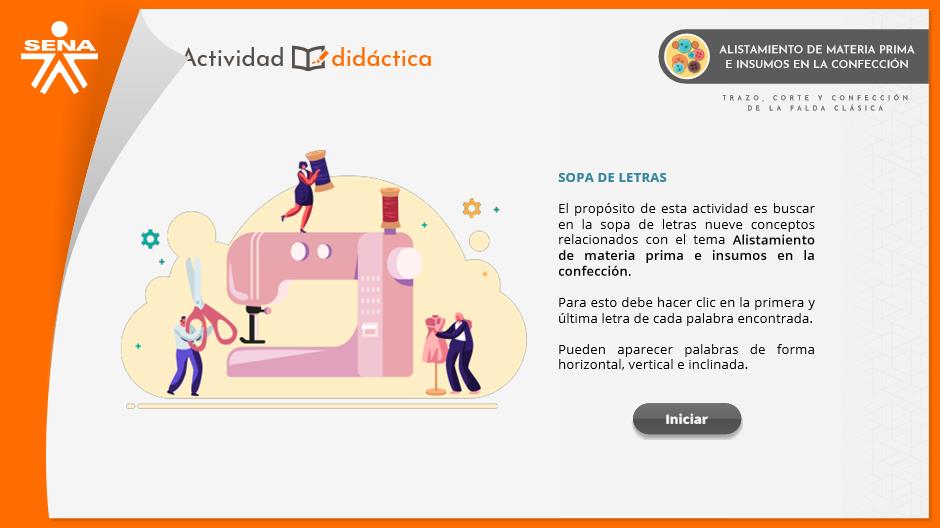 SENA
Actividad didáctica
ALISTAMIENTO DE MATERIA PRIMA
E INSUMOS EN LA CONFECCIÓN
TRAZO, CORTE Y CONFECCIÓN
DE LA FALDA CLÁSICA
SOPA DE LETRAS
El propósito de esta actividad es buscar
en la sopa de letras nueve conceptos
relacionados con el tema Alistamiento
de materia prima e insumos en la
confección.
Para esto debe hacer clic en la primera y
última letra de cada palabra encontrada.
Pueden aparecer palabras de forma
horizontal, vertical e inclinada.
Iniciar